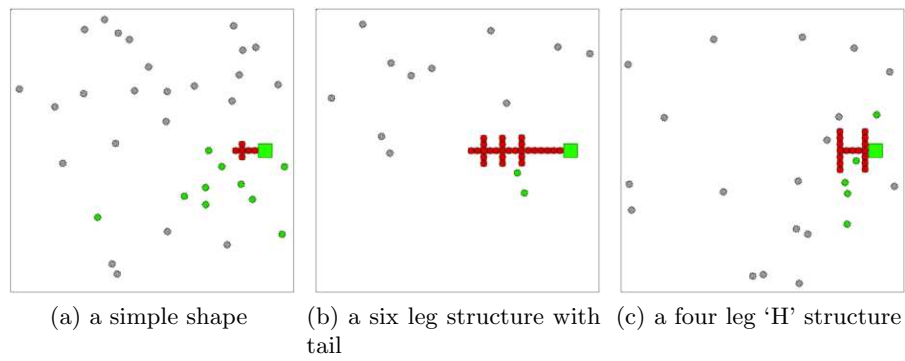 (a) a simple shape
(b) a six leg structure with
tail
(c) a four leg ‘H’ structure